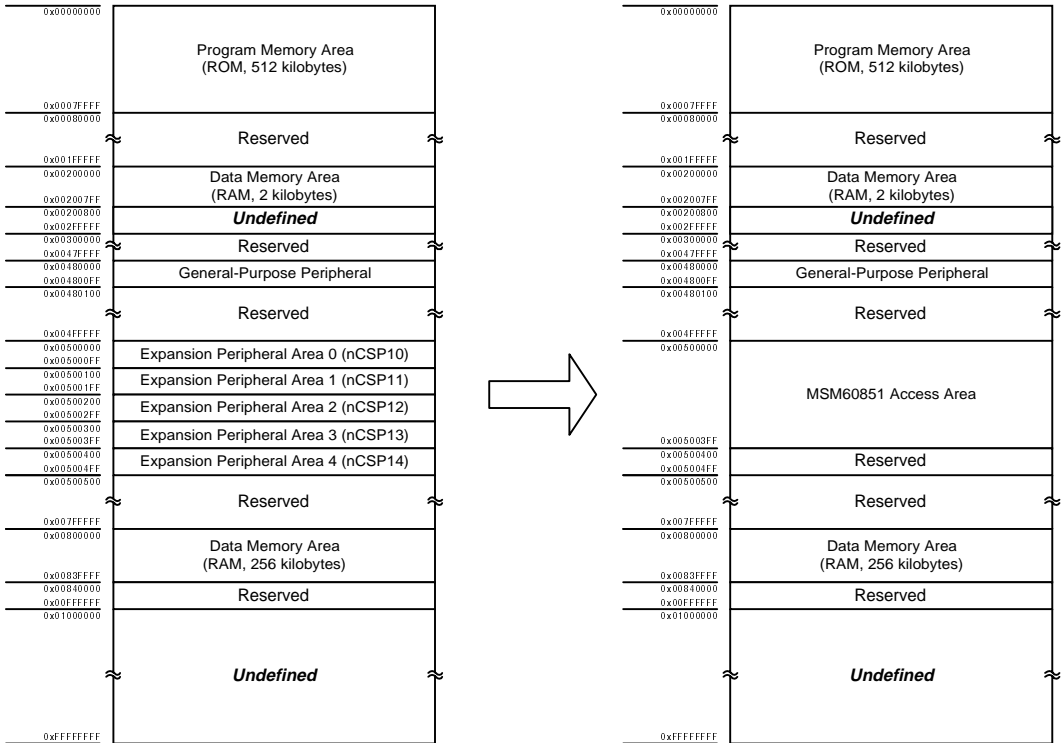 0x00000000
Program Memory Area
(ROM, 512 kilobytes)
0x0007FFFF
0x00080000
Reserved
0x001FFFFF
0x00200000
Data Memory Area
(RAM, 2 kilobytes)
0x002007FF
0x00200800
Undefined
0x002FFFFF
0x00300000
Reserved
0x0047FFFF
0x00480000
General-Purpose Peripheral
0x004800FF
0x00480100
Reserved
0x004FFFFF
0x00500000
Expansion Peripheral Area 0 (nCSP10)
0x005000FF
0x00500100
Expansion Peripheral Area 1 (nCSP11)
0x005001FF
0x00500200
Expansion Peripheral Area 2 (nCSP12)
0x005002FF
0x00500300
Expansion Peripheral Area 3 (nCSP13)
0x005003FF
0x00500400
Expansion Peripheral Area 4 (nCSP14)
0x005004FF
0x00500500
Reserved
0x007FFFFF
0x00800000
Data Memory Area
(RAM, 256 kilobytes)
0x0083FFFF
0x00840000
Reserved
0x00FFFFFF
0x01000000
Undefined
0xFFFFFFFF
0x00000000
Program Memory Area
(ROM, 512 kilobytes)
0x0007FFFF
0x00080000
Reserved
0x001FFFFF
0x00200000
Data Memory Area
(RAM, 2 kilobytes)
0x002007FF
0x00200800
Undefined
0x002FFFFF
0x00300000
Reserved
0x0047FFFF
0x00480000
General-Purpose Peripheral
0x004800FF
0x00480100
Reserved
0x004FFFFF
0x00500000
MSM60851 Access Area
0x005003FF
0x00500400
Reserved
0x005004FF
0x00500500
Reserved
0x007FFFFF
0x00800000
Data Memory Area
(RAM, 256 kilobytes)
0x0083FFFF
0x00840000
Reserved
0x00FFFFFF
0x01000000
Undefined
0xFFFFFFFF